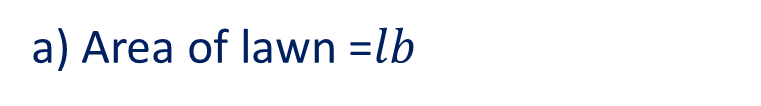 a) Area of lawn =lb